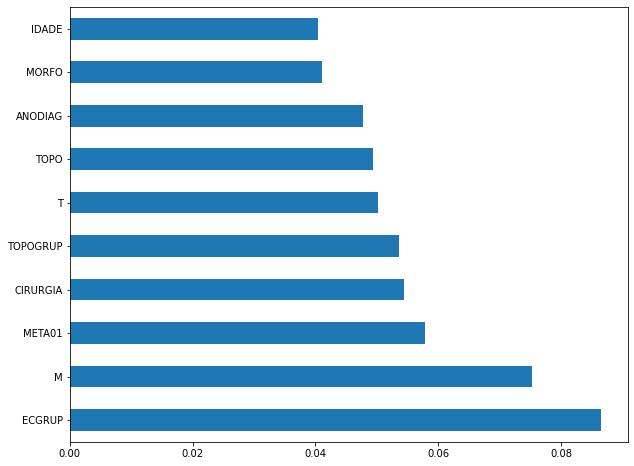 IDADE
MORFO
ANODIAG
TOPO
T
TOPOGRUP
CIRURGIA
META01
M
ECGRUP
0.00 0.02 0.04 0.06 0.08